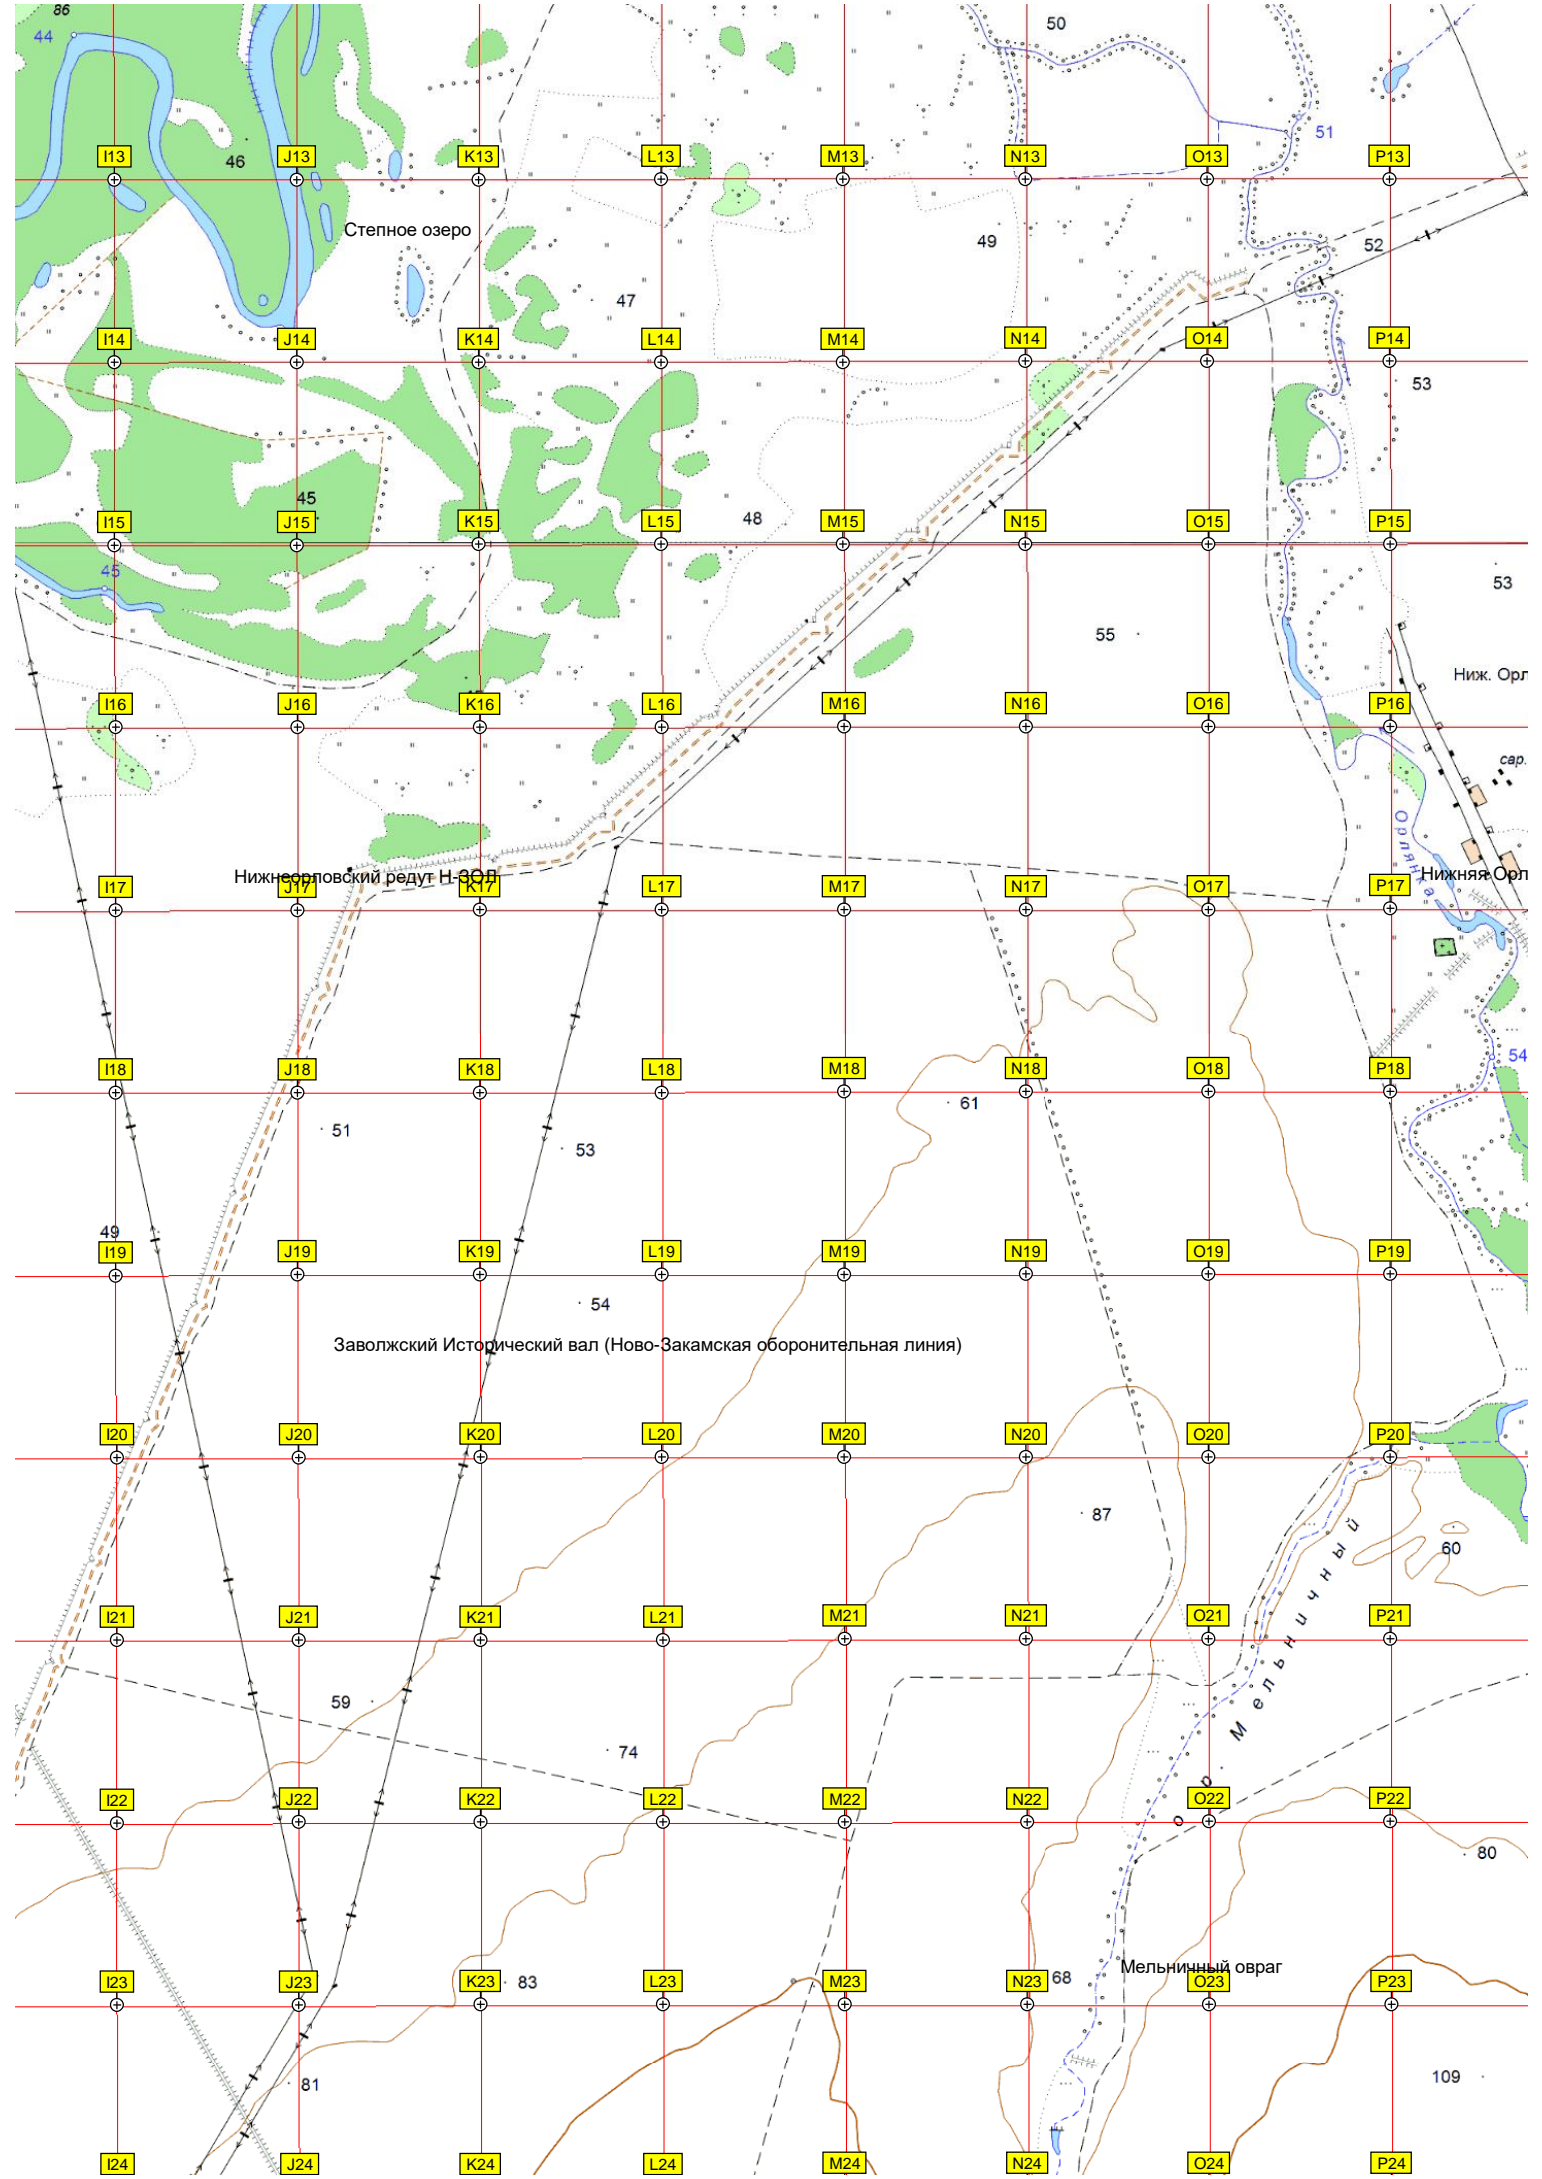 86
44
50
51
46
I13 J13 K13 L13 M13 N13 O13 P13
Степное озеро
49
52
47
I14 J14 K14 L14 M14 N14 O14 P14
53
45
48
I15 J15 K15 L15 M15 N15 O15 P15
45
53
55
Ниж. Орл
I16 J16 K16 L16 M16 N16 O16 P16
сар.
Орлянка
Нижнеорловский редут Н-ЗОЛ
Нижняя Орл
I17 J17 K17 L17 M17 N17 O17 P17
54
I18 J18 K18 L18 M18 N18 O18 P18
61
51
53
49
I19 J19 K19 L19 M19 N19 O19 P19
54
Заволжский Исторический вал (Ново-Закамская оборонительная линия)
I20 J20 K20 L20 M20 N20 O20 P20
87
60
I21 J21 K21 L21 M21 N21 O21 P21
овр. Мельничный
59
74
I22 J22 K22 L22 M22 N22 O22 P22
80
Мельничный овраг
I23 J23 K23 83 L23 M23 N23 68 O23 P23
109
81
I24 J24 K24 L24 M24 N24 O24 P24